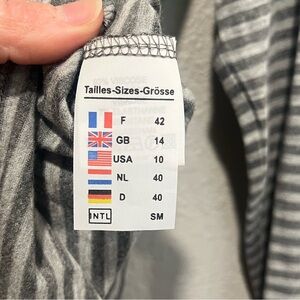 Tailles-Sizes-Grösse
F 42
GB 14
USA 10
NL 40
D 40
INTL SM